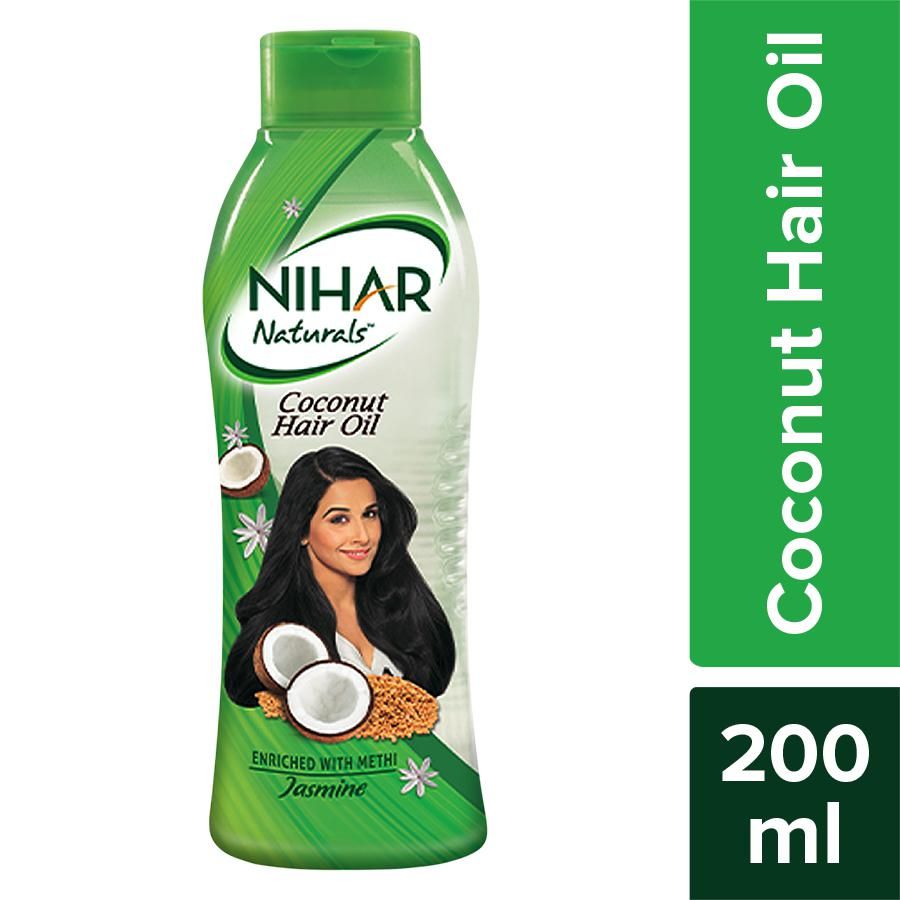 NIHAR
Naturals™
Coconut
Hair Oil
ENRICHED WITH METHI
Jasmine
Coconut Hair Oil
200
ml